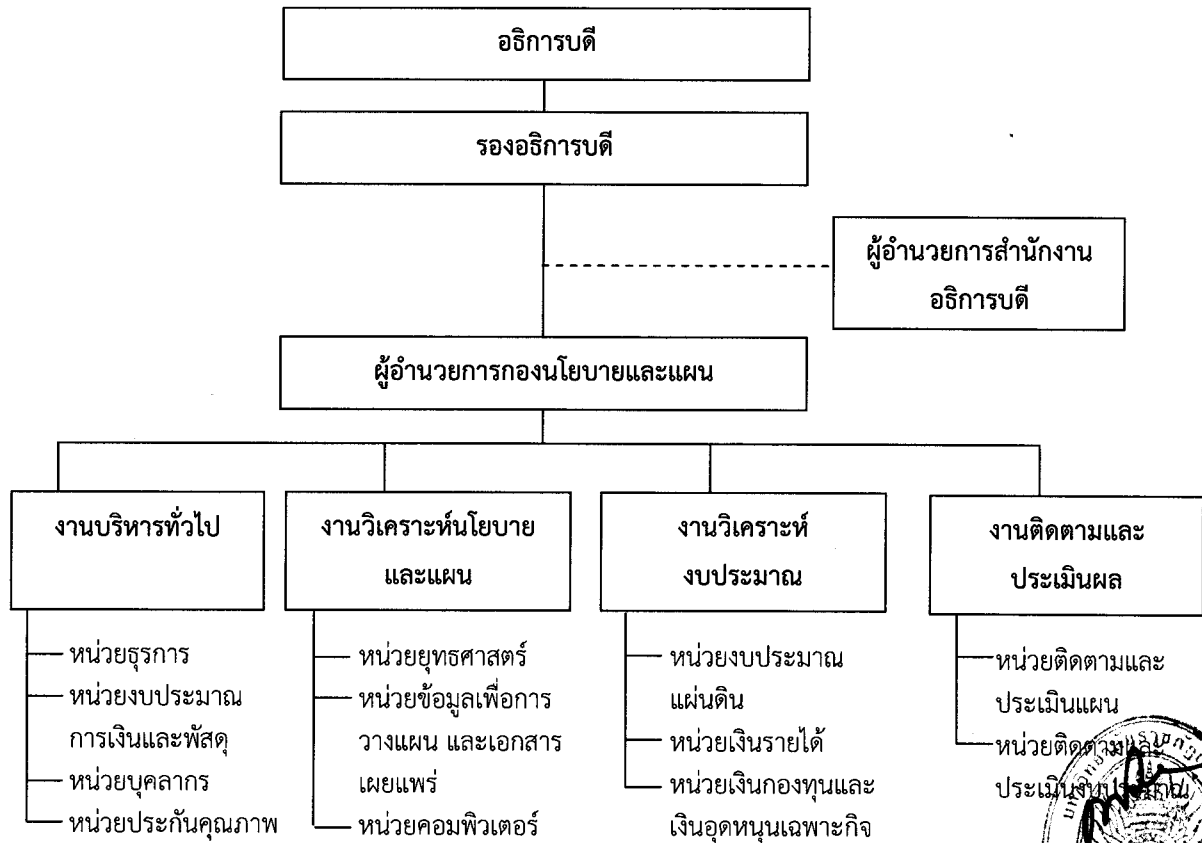 อธิการบดี
รองอธิการบดี
ผู้อำนวยการสำนักงาน
อธิการบดี
ผู้อำนวยการกองนโยบายและแผน
งานบริหารทั่วไป
หน่วยธุรการ
หน่วยงบประมาณ
การเงินและพัสดุ
หน่วยบุคลากร
หน่วยประกันคุณภาพ
งานวิเคราะห์นโยบาย
และแผน
หน่วยยุทธศาสตร์
หน่วยข้อมูลเพื่อการ
วางแผน และเอกสาร
เผยแพร่
หน่วยคอมพิวเตอร์
งานวิเคราะห์
งบประมาณ
หน่วยงบประมาณ
แผ่นดิน
หน่วยเงินรายได้
หน่วยเงินกองทุนและ
เงินอุดหนุนเฉพาะกิจ
งานติดตามและ
ประเมินผล
หน่วยติดตามและ
ประเมินแผน
หน่วยติดตามและ
ประเมินงบประมาณ